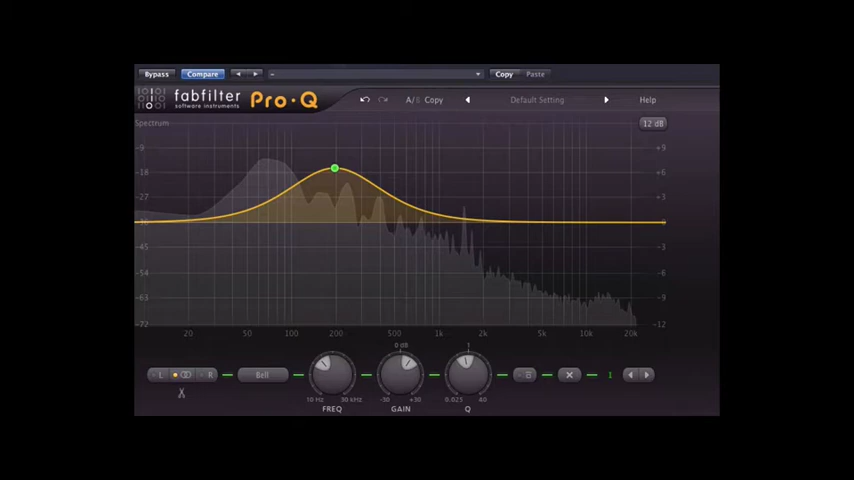 Bypass Compare - Copy Paste
fabfilter Pro·Q A/B Copy Default Setting Help
software instruments
Spectrum 12 dB
-9 +9
-18 +6
-27 +3
-36 0
-45 -3
-54 -6
-63 -9
-72 -12
20 50 100 200 500 1k 2k 5k 10k 20k
0 dB 1
L R Bell 1
10 Hz 30 kHz -30 +30 0.025 40
FREQ GAIN Q